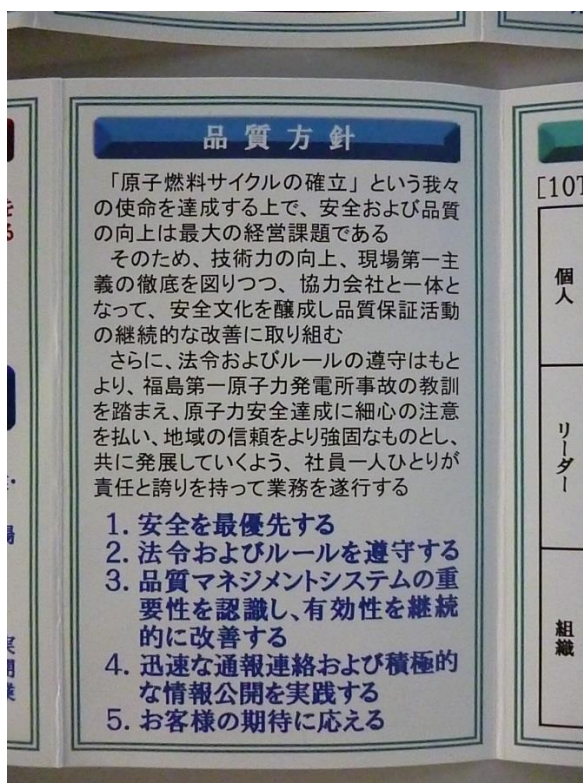 品質方針
「原子燃料サイクルの確立」という我々
の使命を達成する上で、安全および品質
の向上は最大の経営課題である
そのため、技術力の向上、現場第一主
義の徹底を図りつつ、協力会社と一体と
なって、安全文化を醸成し品質保証活動
の継続的な改善に取り組む
さらに、法令およびルールの遵守はもと
より、福島第一原子力発電所事故の教訓
を踏まえ、原子力安全達成に細心の注意
を払い、地域の信頼をより強固なものとし、
共に発展していくよう、社員一人ひとりが
責任と誇りを持って業務を遂行する
1. 安全を最優先する
2. 法令およびルールを遵守する
3. 品質マネジメントシステムの重
要性を認識し、有効性を継続
的に改善する
4. 迅速な通報連絡および積極的
な情報公開を実践する
5. お客様の期待に応える
[10T
個人
リーダー
組織